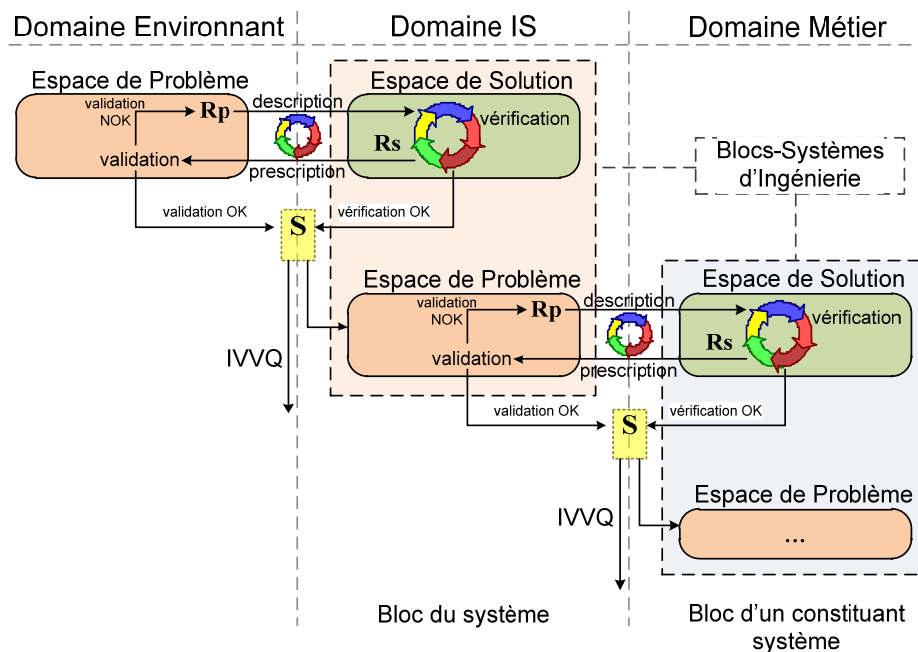 Domaine Environnant
Domaine IS
Domaine Métier
Espace de Problème
Espace de Solution
validation
NOK
Rp
description
vérification
Rs
validation
prescription
Blocs-Systèmes
d'Ingénierie
validation OK
S
vérification OK
Espace de Problème
Espace de Solution
validation
NOK
Rp
description
vérification
Rs
IVVQ
validation
prescription
validation OK
S
vérification OK
Espace de Problème
IVVQ
...
Bloc du système
Bloc d'un constituant
système